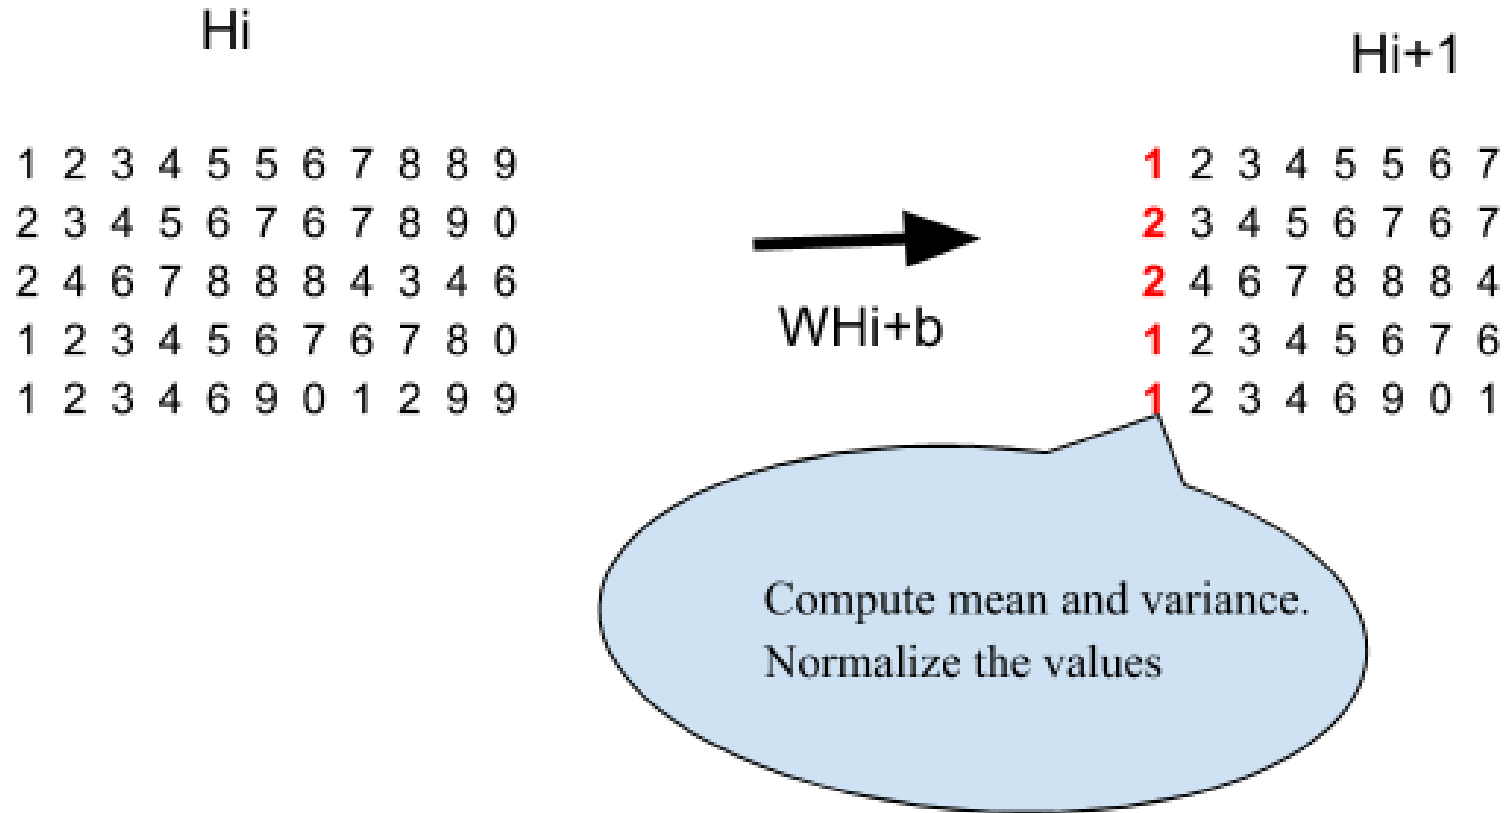 Hi
Hi+1
1 2 3 4 5 5 6 7 8 8 9
2 3 4 5 6 7 6 7 8 9 0
2 4 6 7 8 8 8 4 3 4 6
1 2 3 4 5 6 7 6 7 8 0
1 2 3 4 6 9 0 1 2 9 9
WHi+b
1 2 3 4 5 5 6 7
2 3 4 5 6 7 6 7
2 4 6 7 8 8 8 4
1 2 3 4 5 6 7 6
1 2 3 4 6 9 0 1
Compute mean and variance.
Normalize the values